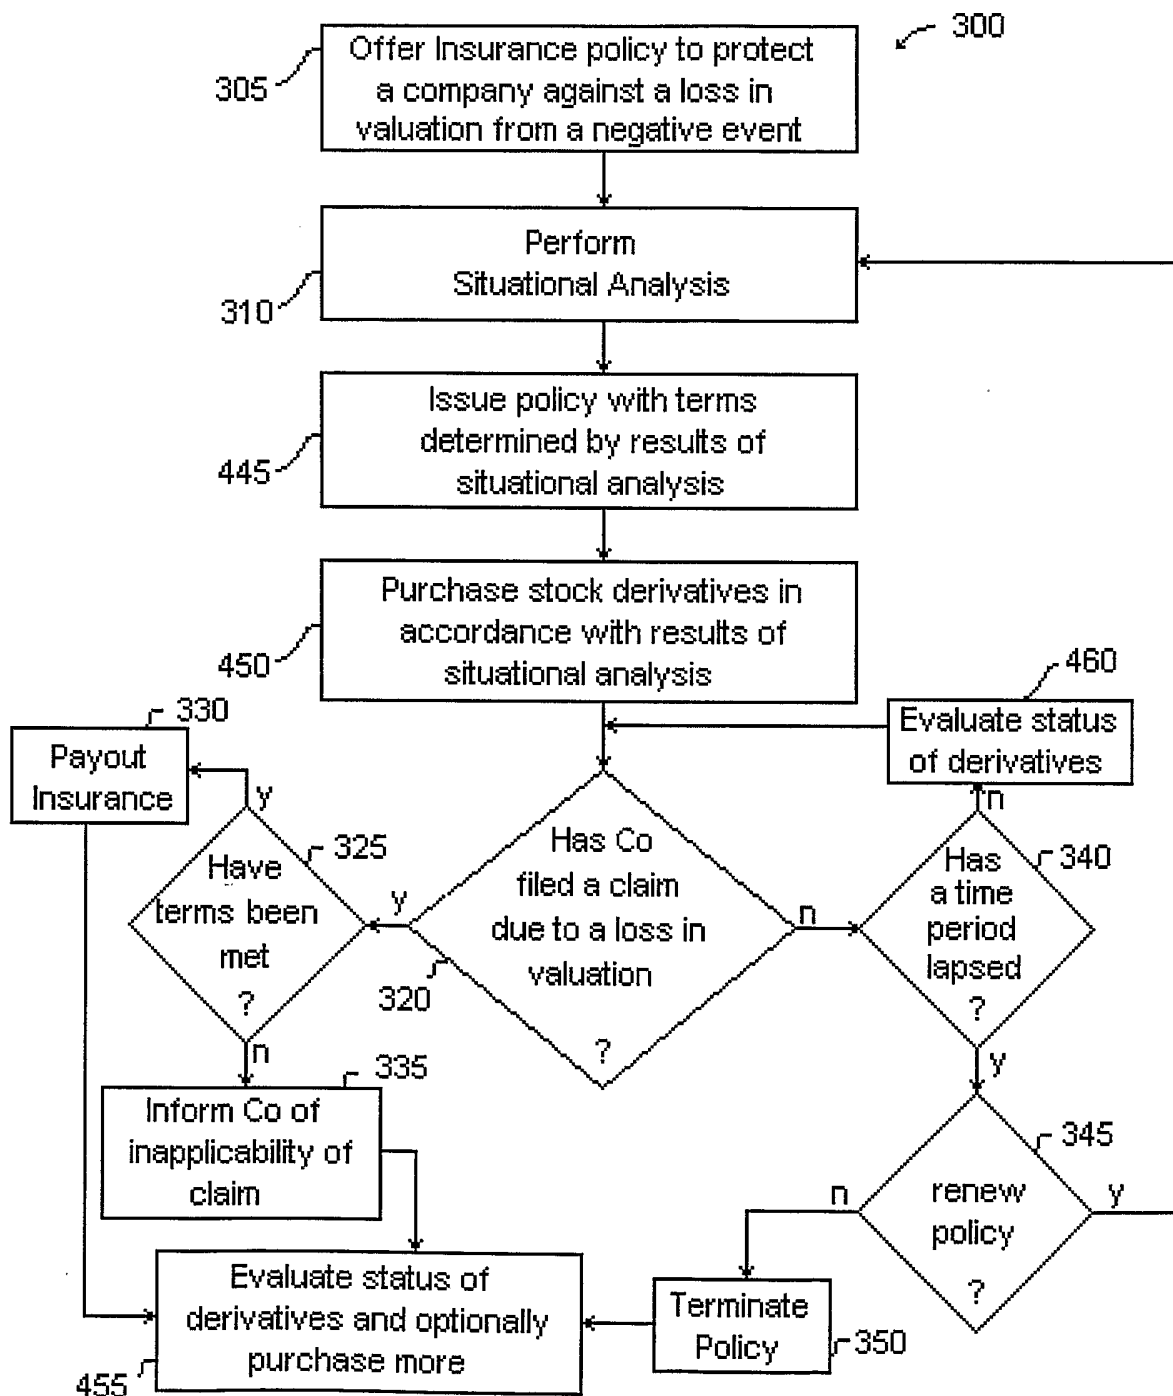 300
305
Offer Insurance policy to protect
a company against a loss in
valuation from a negative event
310
Perform
Situational Analysis
445
Issue policy with terms
determined by results of
situational analysis
450
Purchase stock derivatives in
accordance with results of
situational analysis
460
Evaluate status
of derivatives
330
Payout
Insurance
y
325
Have
terms been
met
?
y
320
Has Co
filed a claim
due to a loss in
valuation
?
n
340
Has
a time
period
lapsed
?
n
y
n
335
Inform Co of
inapplicability of
claim
345
renew
policy
?
n
y
455
Evaluate status of
derivatives and optionally
purchase more
Terminate
Policy
350